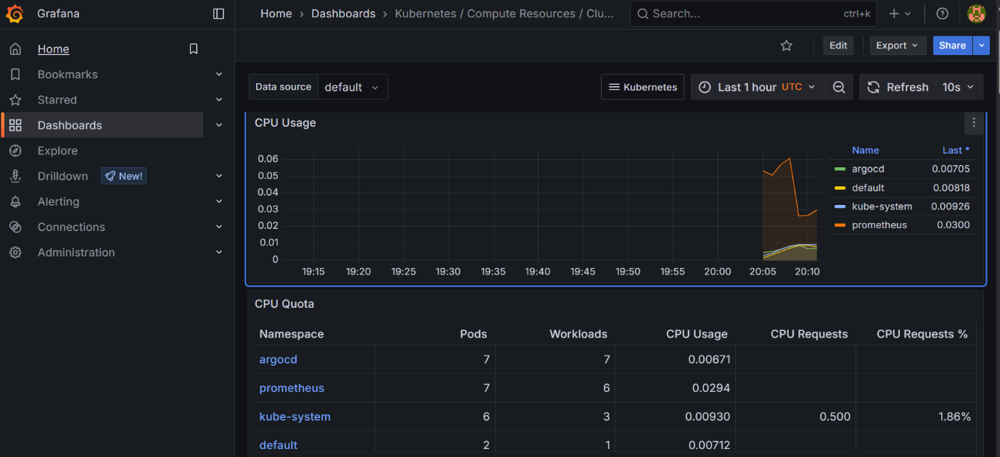 Grafana
Home › Dashboards › Kubernetes / Compute Resources / Clu...
Search...
ctrl+k
Home
Bookmarks
Starred
Dashboards
Explore
Drilldown New!
Alerting
Connections
Administration
Edit
Export
Share
Data source default
Kubernetes
Last 1 hour UTC
Refresh 10s
CPU Usage
0.06
0.05
0.04
0.03
0.02
0.01
0
19:15 19:20 19:25 19:30 19:35 19:40 19:45 19:50 19:55 20:00 20:05 20:10
Name Last *
argocd 0.00705
default 0.00818
kube-system 0.00926
prometheus 0.0300
CPU Quota
Namespace Pods Workloads CPU Usage CPU Requests CPU Requests %
argocd 7 7 0.00671
prometheus 7 6 0.0294
kube-system 6 3 0.00930 0.500 1.86%
default 2 1 0.00712